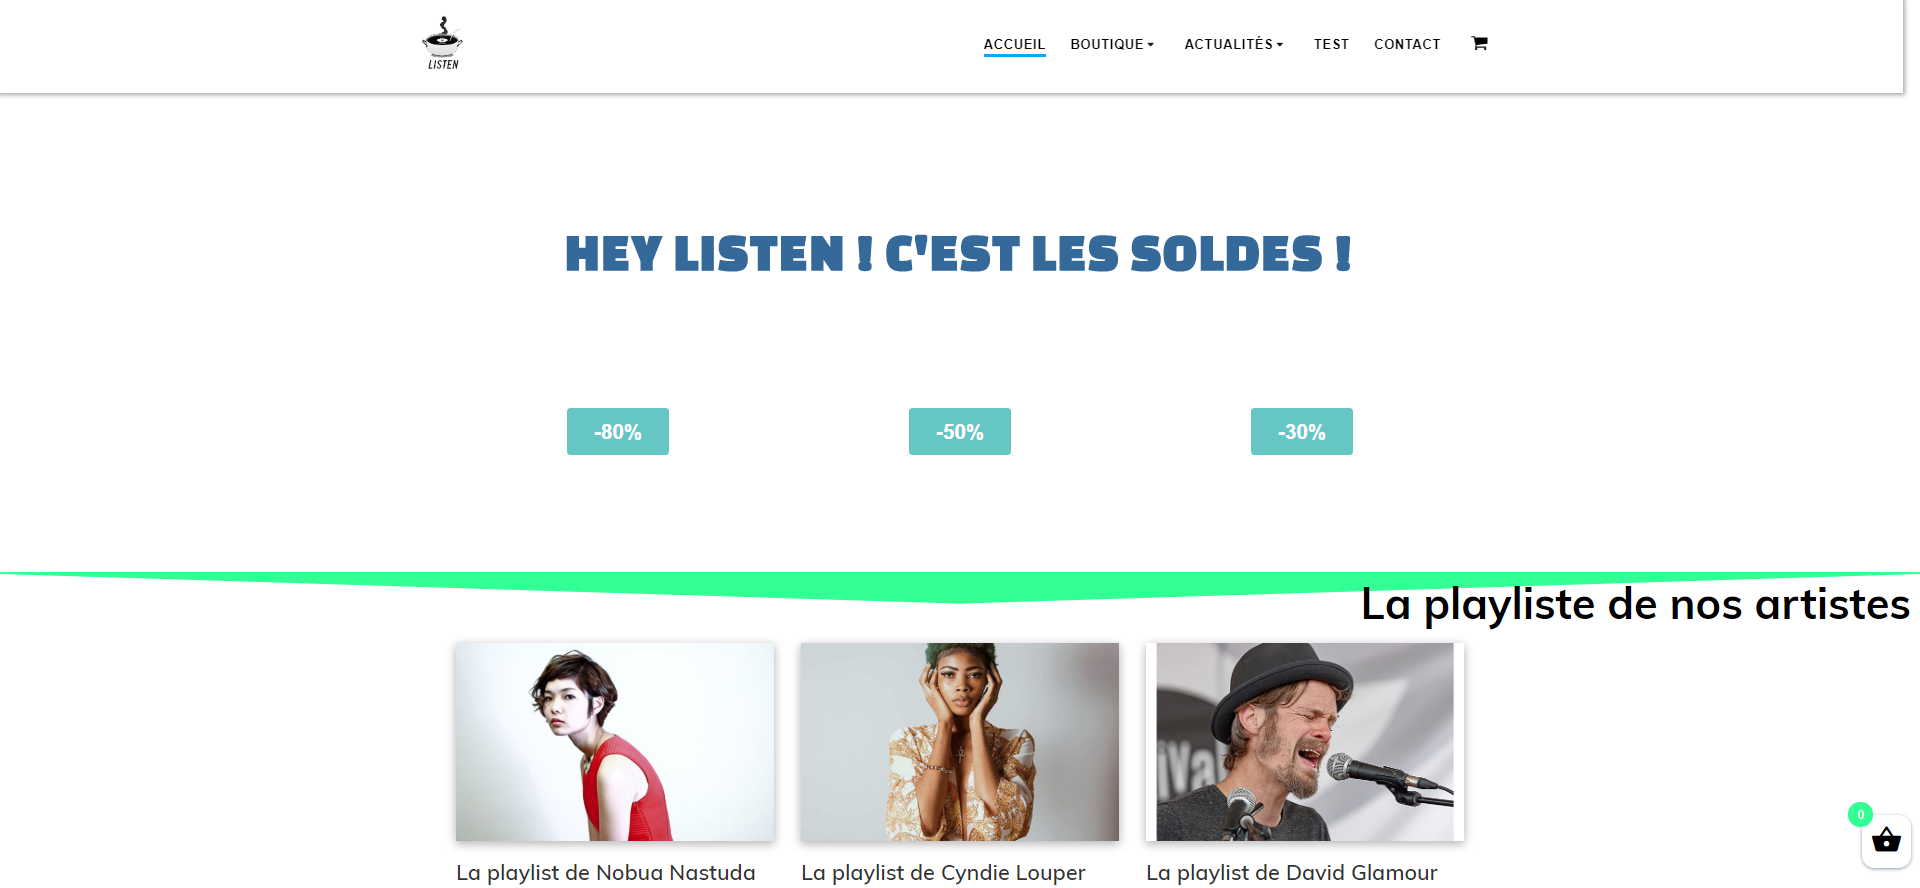 LISTEN
ACCUEIL BOUTIQUE ACTUALITÉS TEST CONTACT
HEY LISTEN ! C'EST LES SOLDES !
-80% -50% -30%
La playliste de nos artistes
iVa
0
La playlist de Nobua Nastuda
La playlist de Cyndie Louper
La playlist de David Glamour